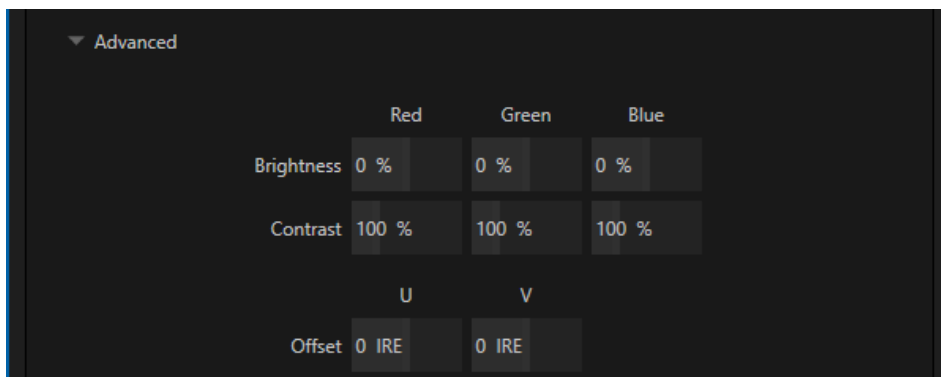 Advanced
Red Green Blue
Brightness 0 % 0 % 0 %
Contrast 100 % 100 % 100 %
U V
Offset 0 IRE 0 IRE